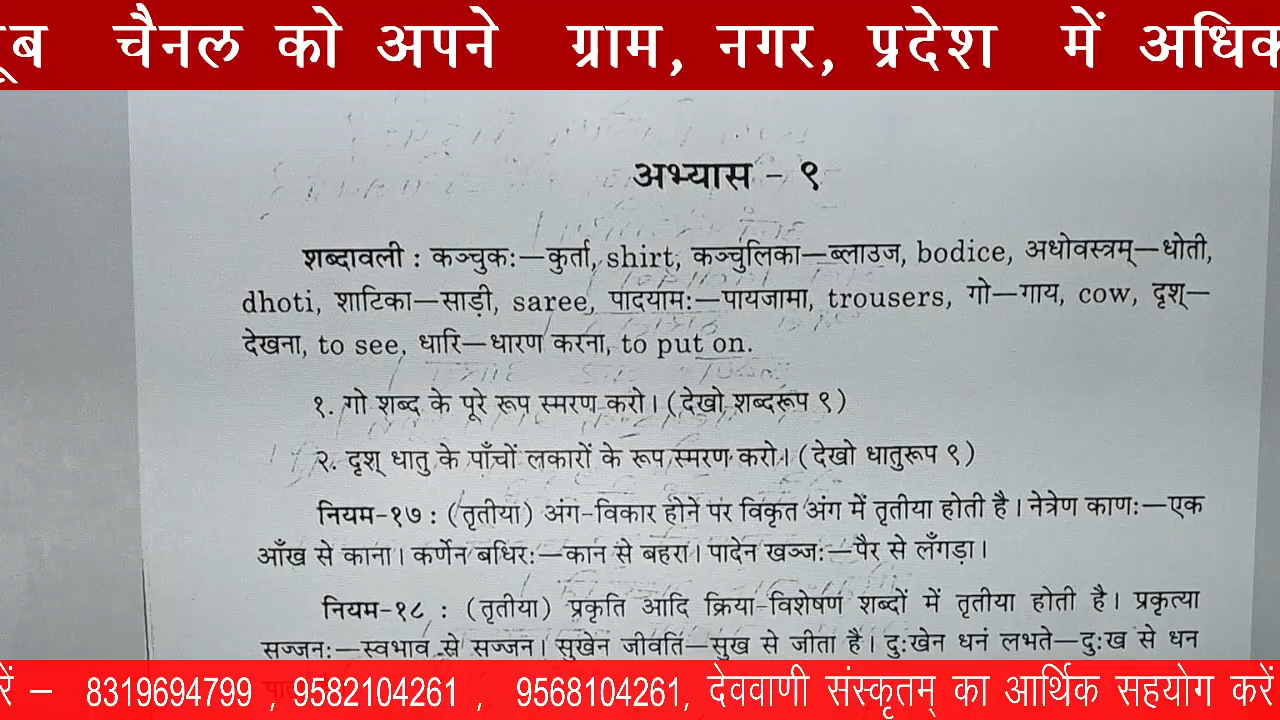 चैनल को अपने ग्राम, नगर, प्रदेश में
अभ्यास - ९
शब्दावली : कञ्चुकः—कुर्ता, shirt, कञ्चुलिका—ब्लाउज, bodice, अधोवस्त्रम्—धोती,
dhoti, शाटिका—साड़ी, saree, पादयामः—पायजामा, trousers, गो—गाय, cow, दृश्—
देखना, to see, धारि—धारण करना, to put on.
१. गो शब्द के पूरे रूप स्मरण करो। (देखो शब्दरूप ९)
२. दृश् धातु के पाँचों लकारों के रूप स्मरण करो। (देखो धातुरूप ९)
नियम-१७ : (तृतीया) अंग-विकार होने पर विकृत अंग में तृतीया होती है। नेत्रेण काणः—एक
आँख से काना। कर्णेन बधिरः—कान से बहरा। पादेन खञ्जः—पैर से लँगड़ा।
नियम-१८ : (तृतीया) प्रकृति आदि क्रिया-विशेषण शब्दों में तृतीया होती है। प्रकृत्या
सज्जनः—स्वभाव से सज्जन। सुखेन जीवति—सुख से जीता है। दुःखेन धनं लभते—दुःख से धन
रें – 8319694799 , 9582104261 , 9568104261, देववाणी संस्कृतम् का आर्थिक सहयोग करें